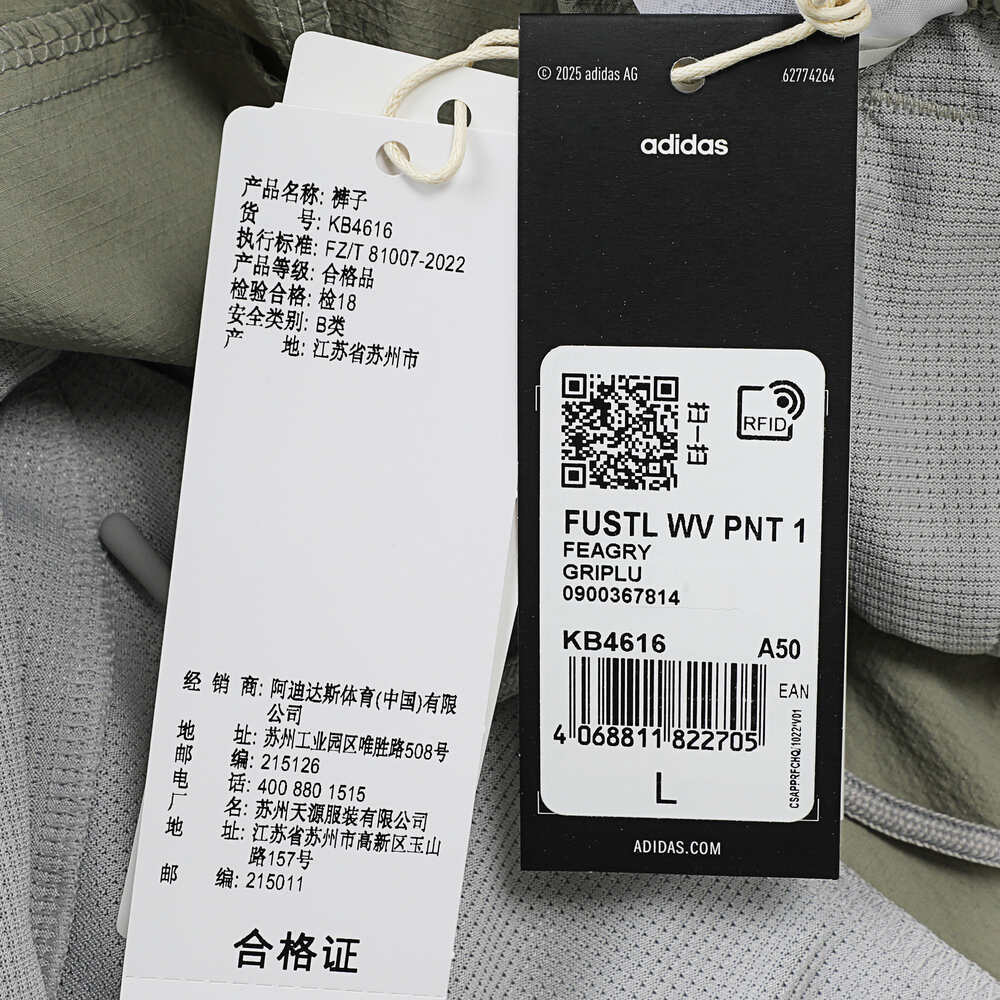 产品名称: 裤子
货 号: KB4616
执行标准: FZ/T 81007-2022
产品等级: 合格品
检验合格: 检18
安全类别: B类
产 地: 江苏省苏州市
经 销 商: 阿迪达斯体育(中国)有限
公司
地 址: 苏州工业园区唯胜路508号
邮 编: 215126
电 话: 400 880 1515
厂 名: 苏州天源服装有限公司
地 址: 江苏省苏州市高新区玉山
路157号
邮 编: 215011
合格证
© 2025 adidas AG
62774264
adidas
扫一扫
RFID
FUSTL WV PNT 1
FEAGRY
GRIPLU
0900367814
KB4616
A50
EAN
4 068811 822705
CSAPPRFCHQ/1022/V01
L
ADIDAS.COM